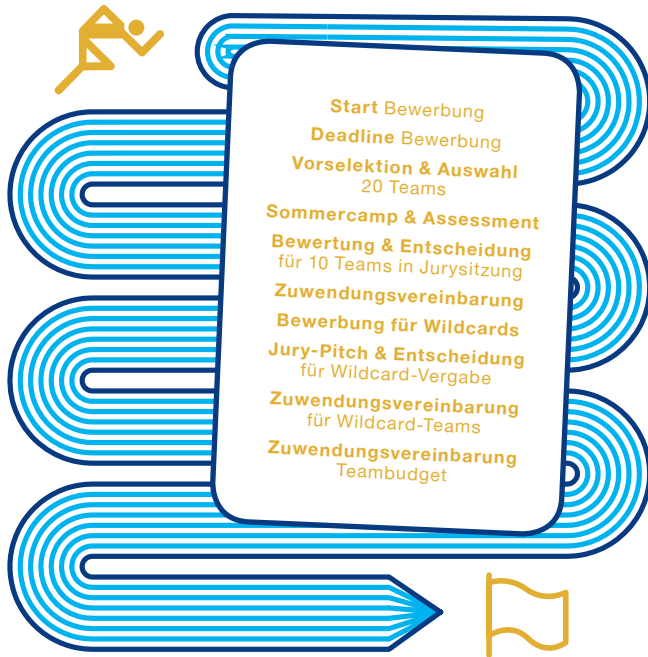 Start Bewerbung
Deadline Bewerbung
Vorselektion & Auswahl
20 Teams
Sommercamp & Assessment
Bewertung & Entscheidung
für 10 Teams in Jurysitzung
Zuwendungsvereinbarung
Bewerbung für Wildcards
Jury-Pitch & Entscheidung
für Wildcard-Vergabe
Zuwendungsvereinbarung
für Wildcard-Teams
Zuwendungsvereinbarung
Teambudget